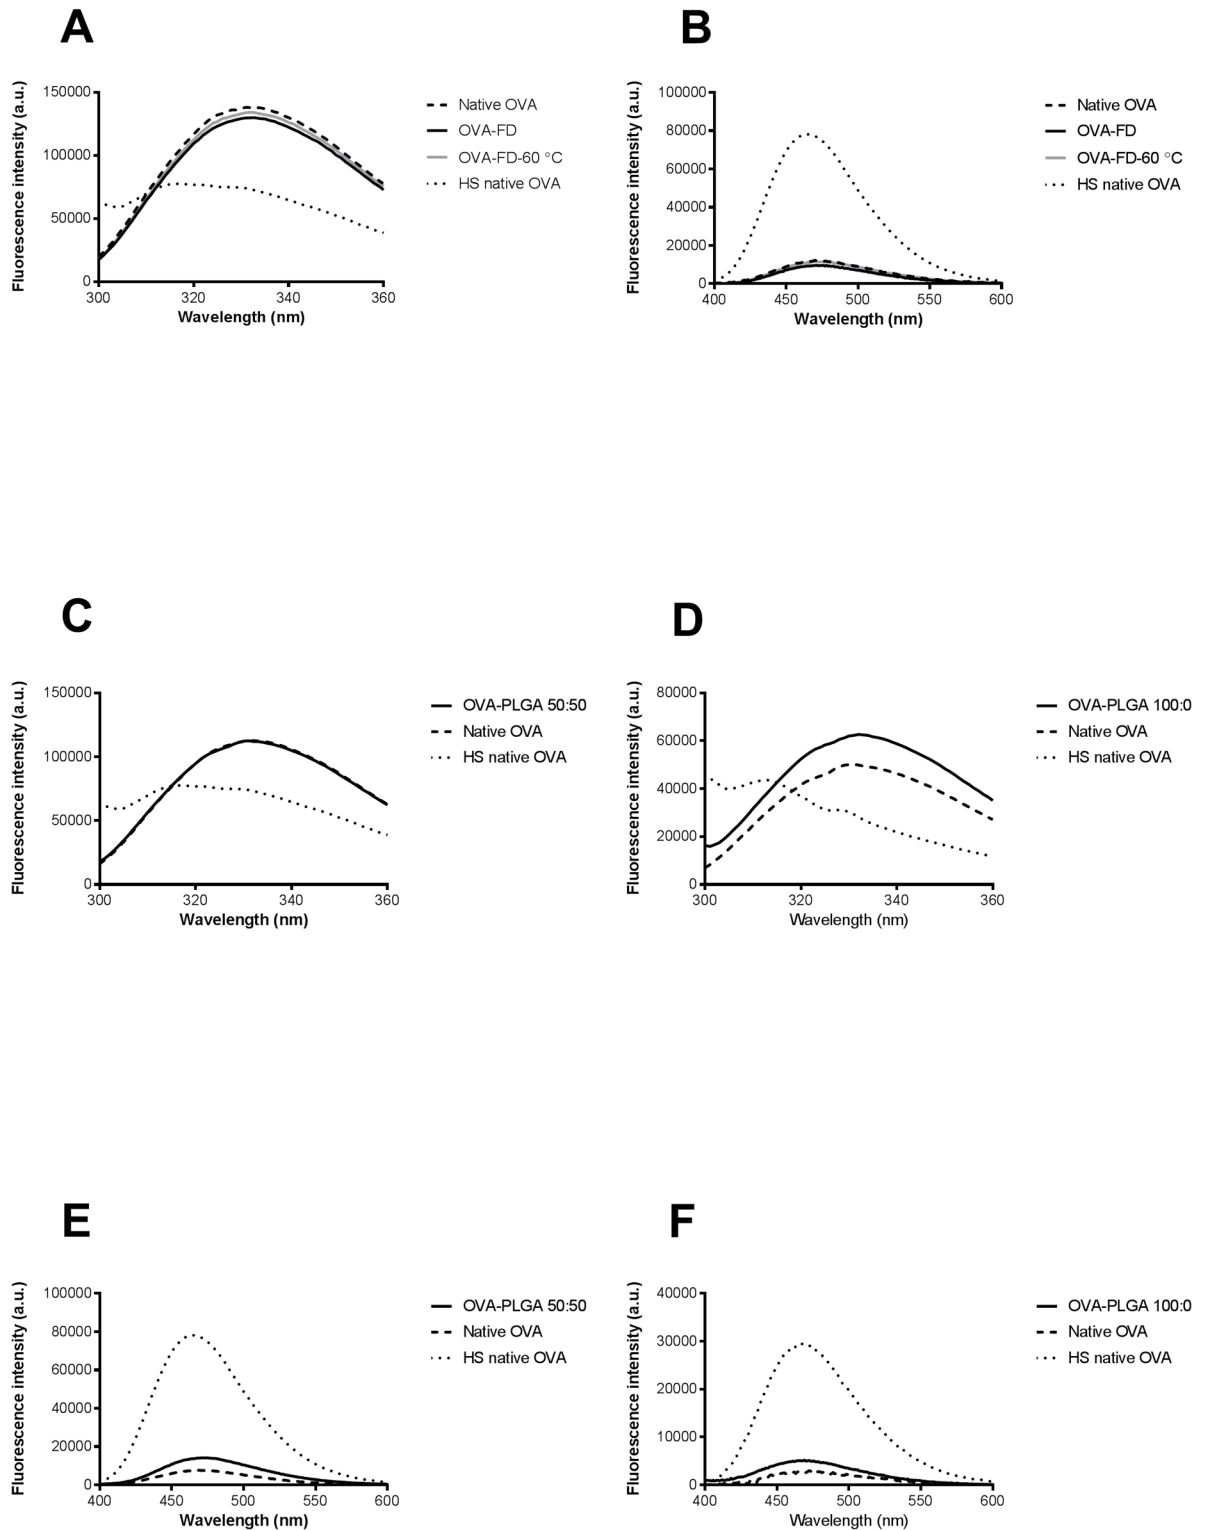 A
Fluorescence intensity (a.u.)
150000
100000
50000
0
300
320
340
360
Wavelength (nm)
Native OVA
OVA-FD
OVA-FD-60 °C
HS native OVA
B
Fluorescence intensity (a.u.)
100000
80000
60000
40000
20000
0
400
450
500
550
600
Wavelength (nm)
Native OVA
OVA-FD
OVA-FD-60 °C
HS native OVA
C
Fluorescence intensity (a.u.)
150000
100000
50000
0
300
320
340
360
Wavelength (nm)
OVA-PLGA 50:50
Native OVA
HS native OVA
D
Fluorescence intensity (a.u.)
80000
60000
40000
20000
0
300
320
340
360
Wavelength (nm)
OVA-PLGA 100:0
Native OVA
HS native OVA
E
Fluorescence intensity (a.u.)
100000
80000
60000
40000
20000
0
400
450
500
550
600
Wavelength (nm)
OVA-PLGA 50:50
Native OVA
HS native OVA
F
Fluorescence intensity (a.u.)
40000
30000
20000
10000
0
400
450
500
550
600
Wavelength (nm)
OVA-PLGA 100:0
Native OVA
HS native OVA